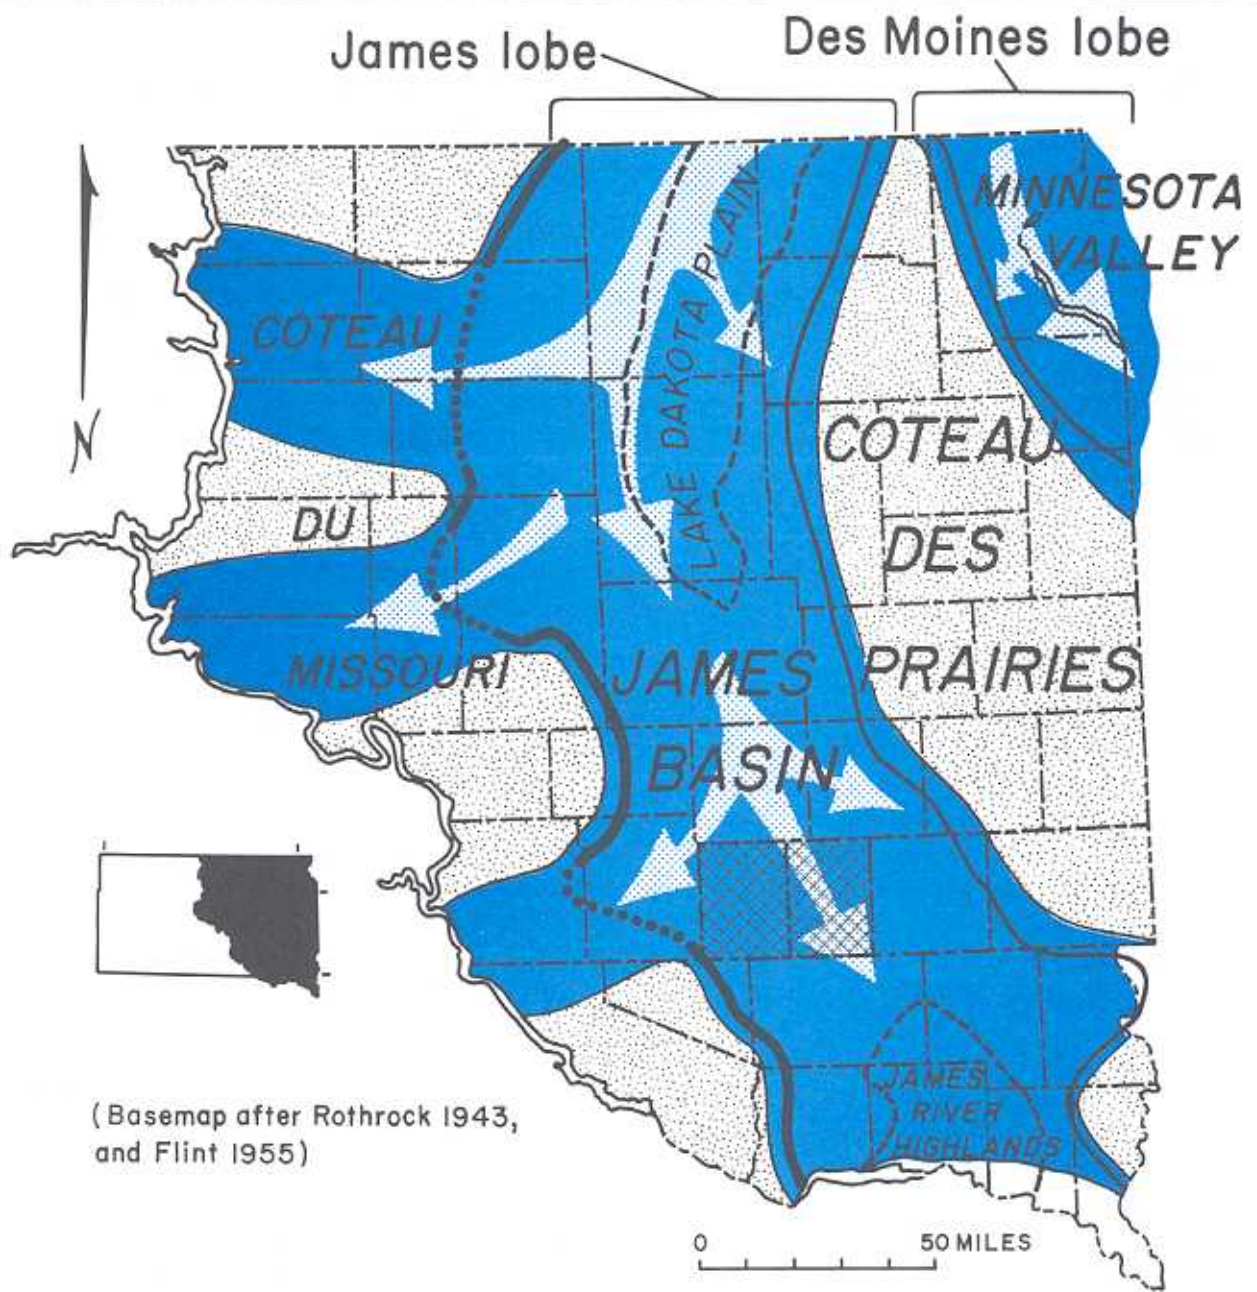 James lobe
Des Moines lobe
MINNESOTA
VALLEY
N
COTEAU
LAKE DAKOTA PLAIN
COTEAU
DU
DES
MISSOURI
JAMES
PRAIRIES
BASIN
JAMES
RIVER
HIGHLANDS
(Basemap after Rothrock 1943,
and Flint 1955)
0
50 MILES